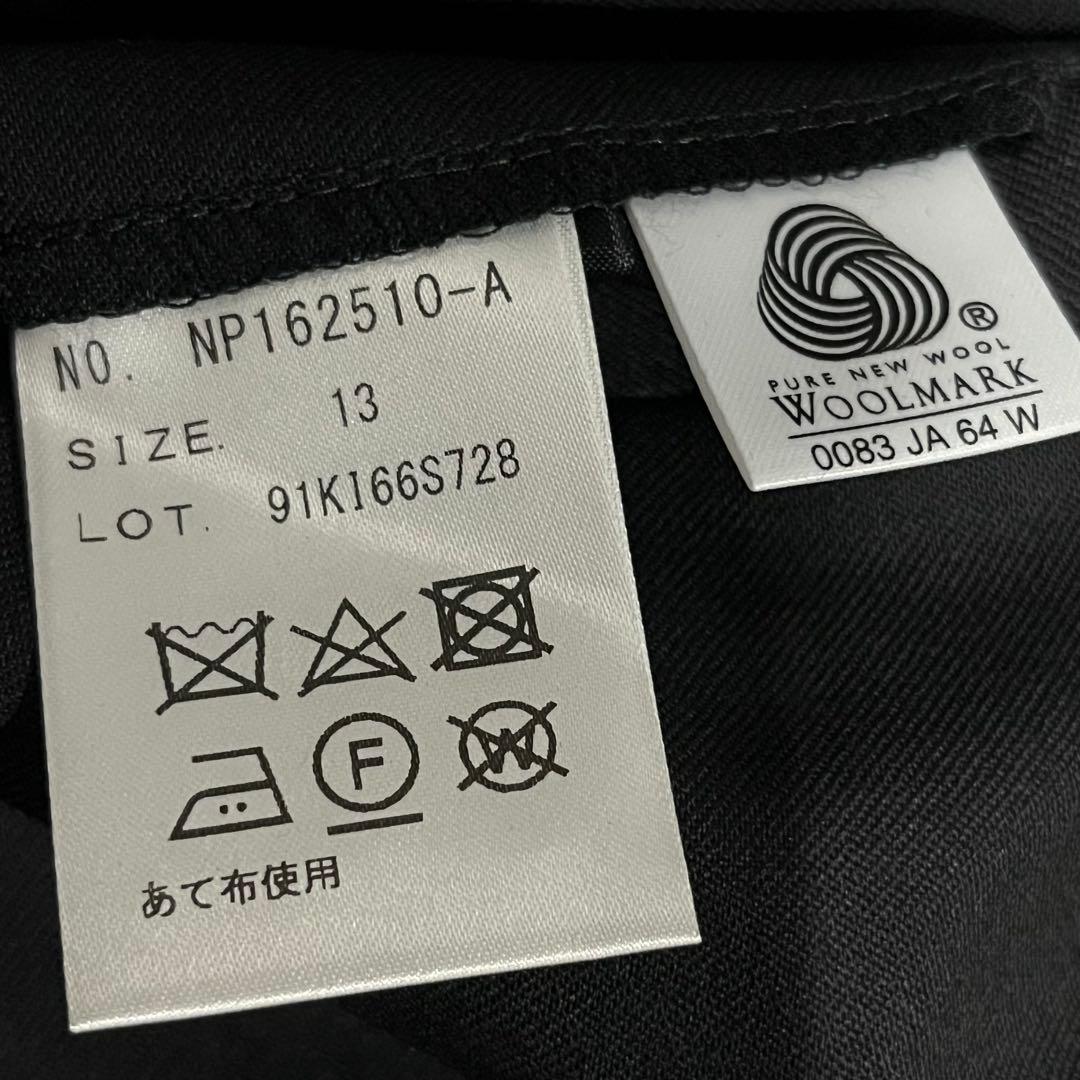 NO. NP162510-A
SIZE. 13
LOT. 91KI66S728
F
W
あて布使用
®
PURE NEW WOOL
WOOLMARK
0083 JA 64 W